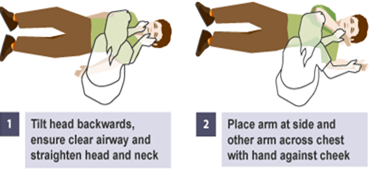 1
Tilt head backwards,
ensure clear airway and
straighten head and neck
2
Place arm at side and
other arm across chest
with hand against cheek